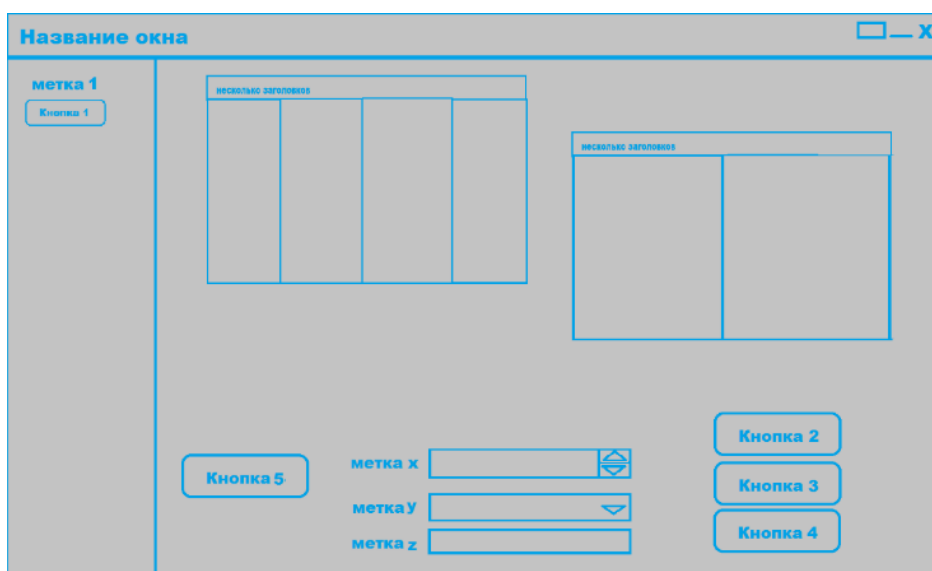 Название окна
X
метка 1
Кнопка 1
несколько заголовков
несколько заголовков
Кнопка 2
Кнопка 3
Кнопка 4
Кнопка 5
метка x
метка y
метка z